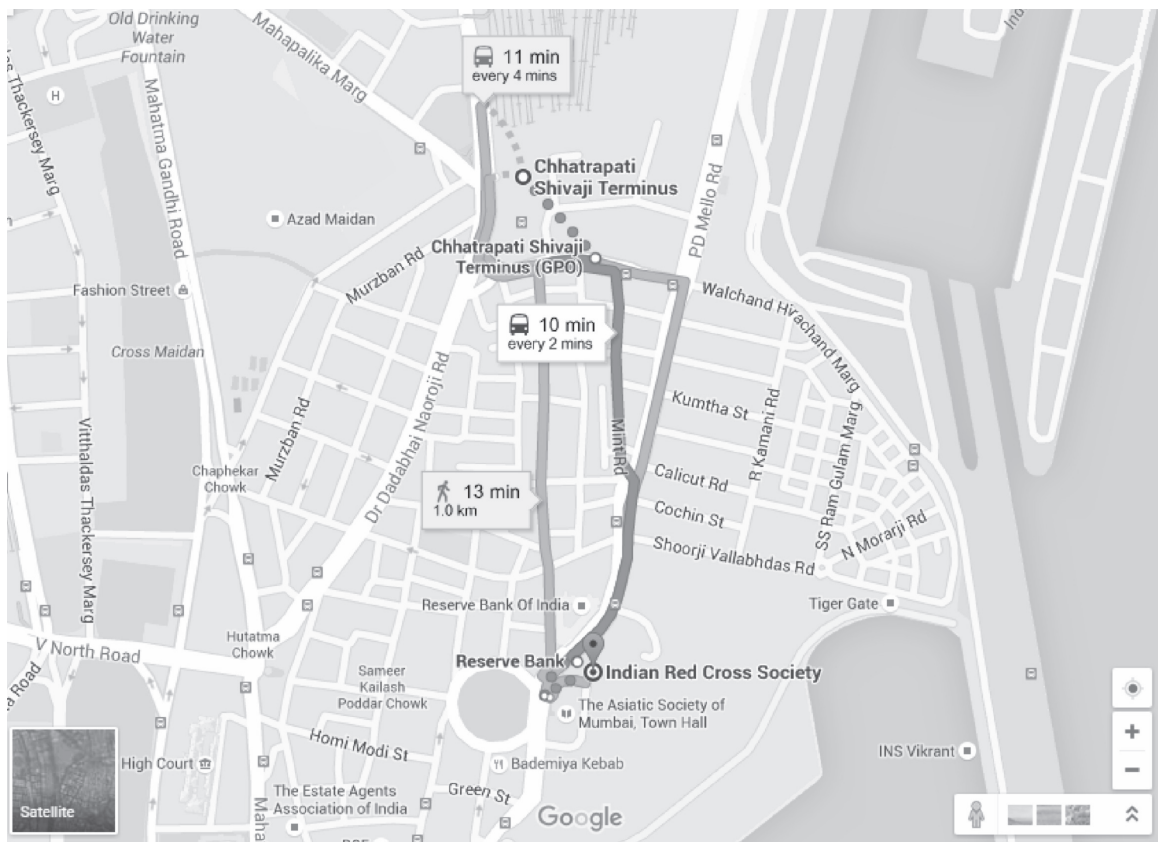 Old Drinking
Water
Fountain
Mahapalika Marg
11 min
every 4 mins
H
Thackersey Marg
Mahatma Gandhi Road
Chhatrapati
Shivaji Terminus
PD Mello Rd
Azad Maidan
Chhatrapati Shivaji
Terminus (GPO)
Murzban Rd
Fashion Street
Walchand Hirachand Marg
10 min
every 2 mins
Cross Maidan
Kumtha St
Dr Dadabhai Naoroji Rd
Murzban Rd
Mint Rd
R Kamani Rd
SS Ram Gulam Marg
Vitthaldas Thackersey Marg
Chaphekar
Chowk
Calicut Rd
13 min
1.0 km
Cochin St
N Morarji Rd
Shoorji Vallabhdas Rd
Reserve Bank Of India
Tiger Gate
Hutatma
Chowk
V North Road
Reserve Bank
Indian Red Cross Society
Sameer
Kailash
Poddar Chowk
The Asiatic Society of
Mumbai, Town Hall
Homi Modi St
INS Vikrant
High Court
Bademiya Kebab
The Estate Agents
Association of India
Green St
Satellite
Google
Maha